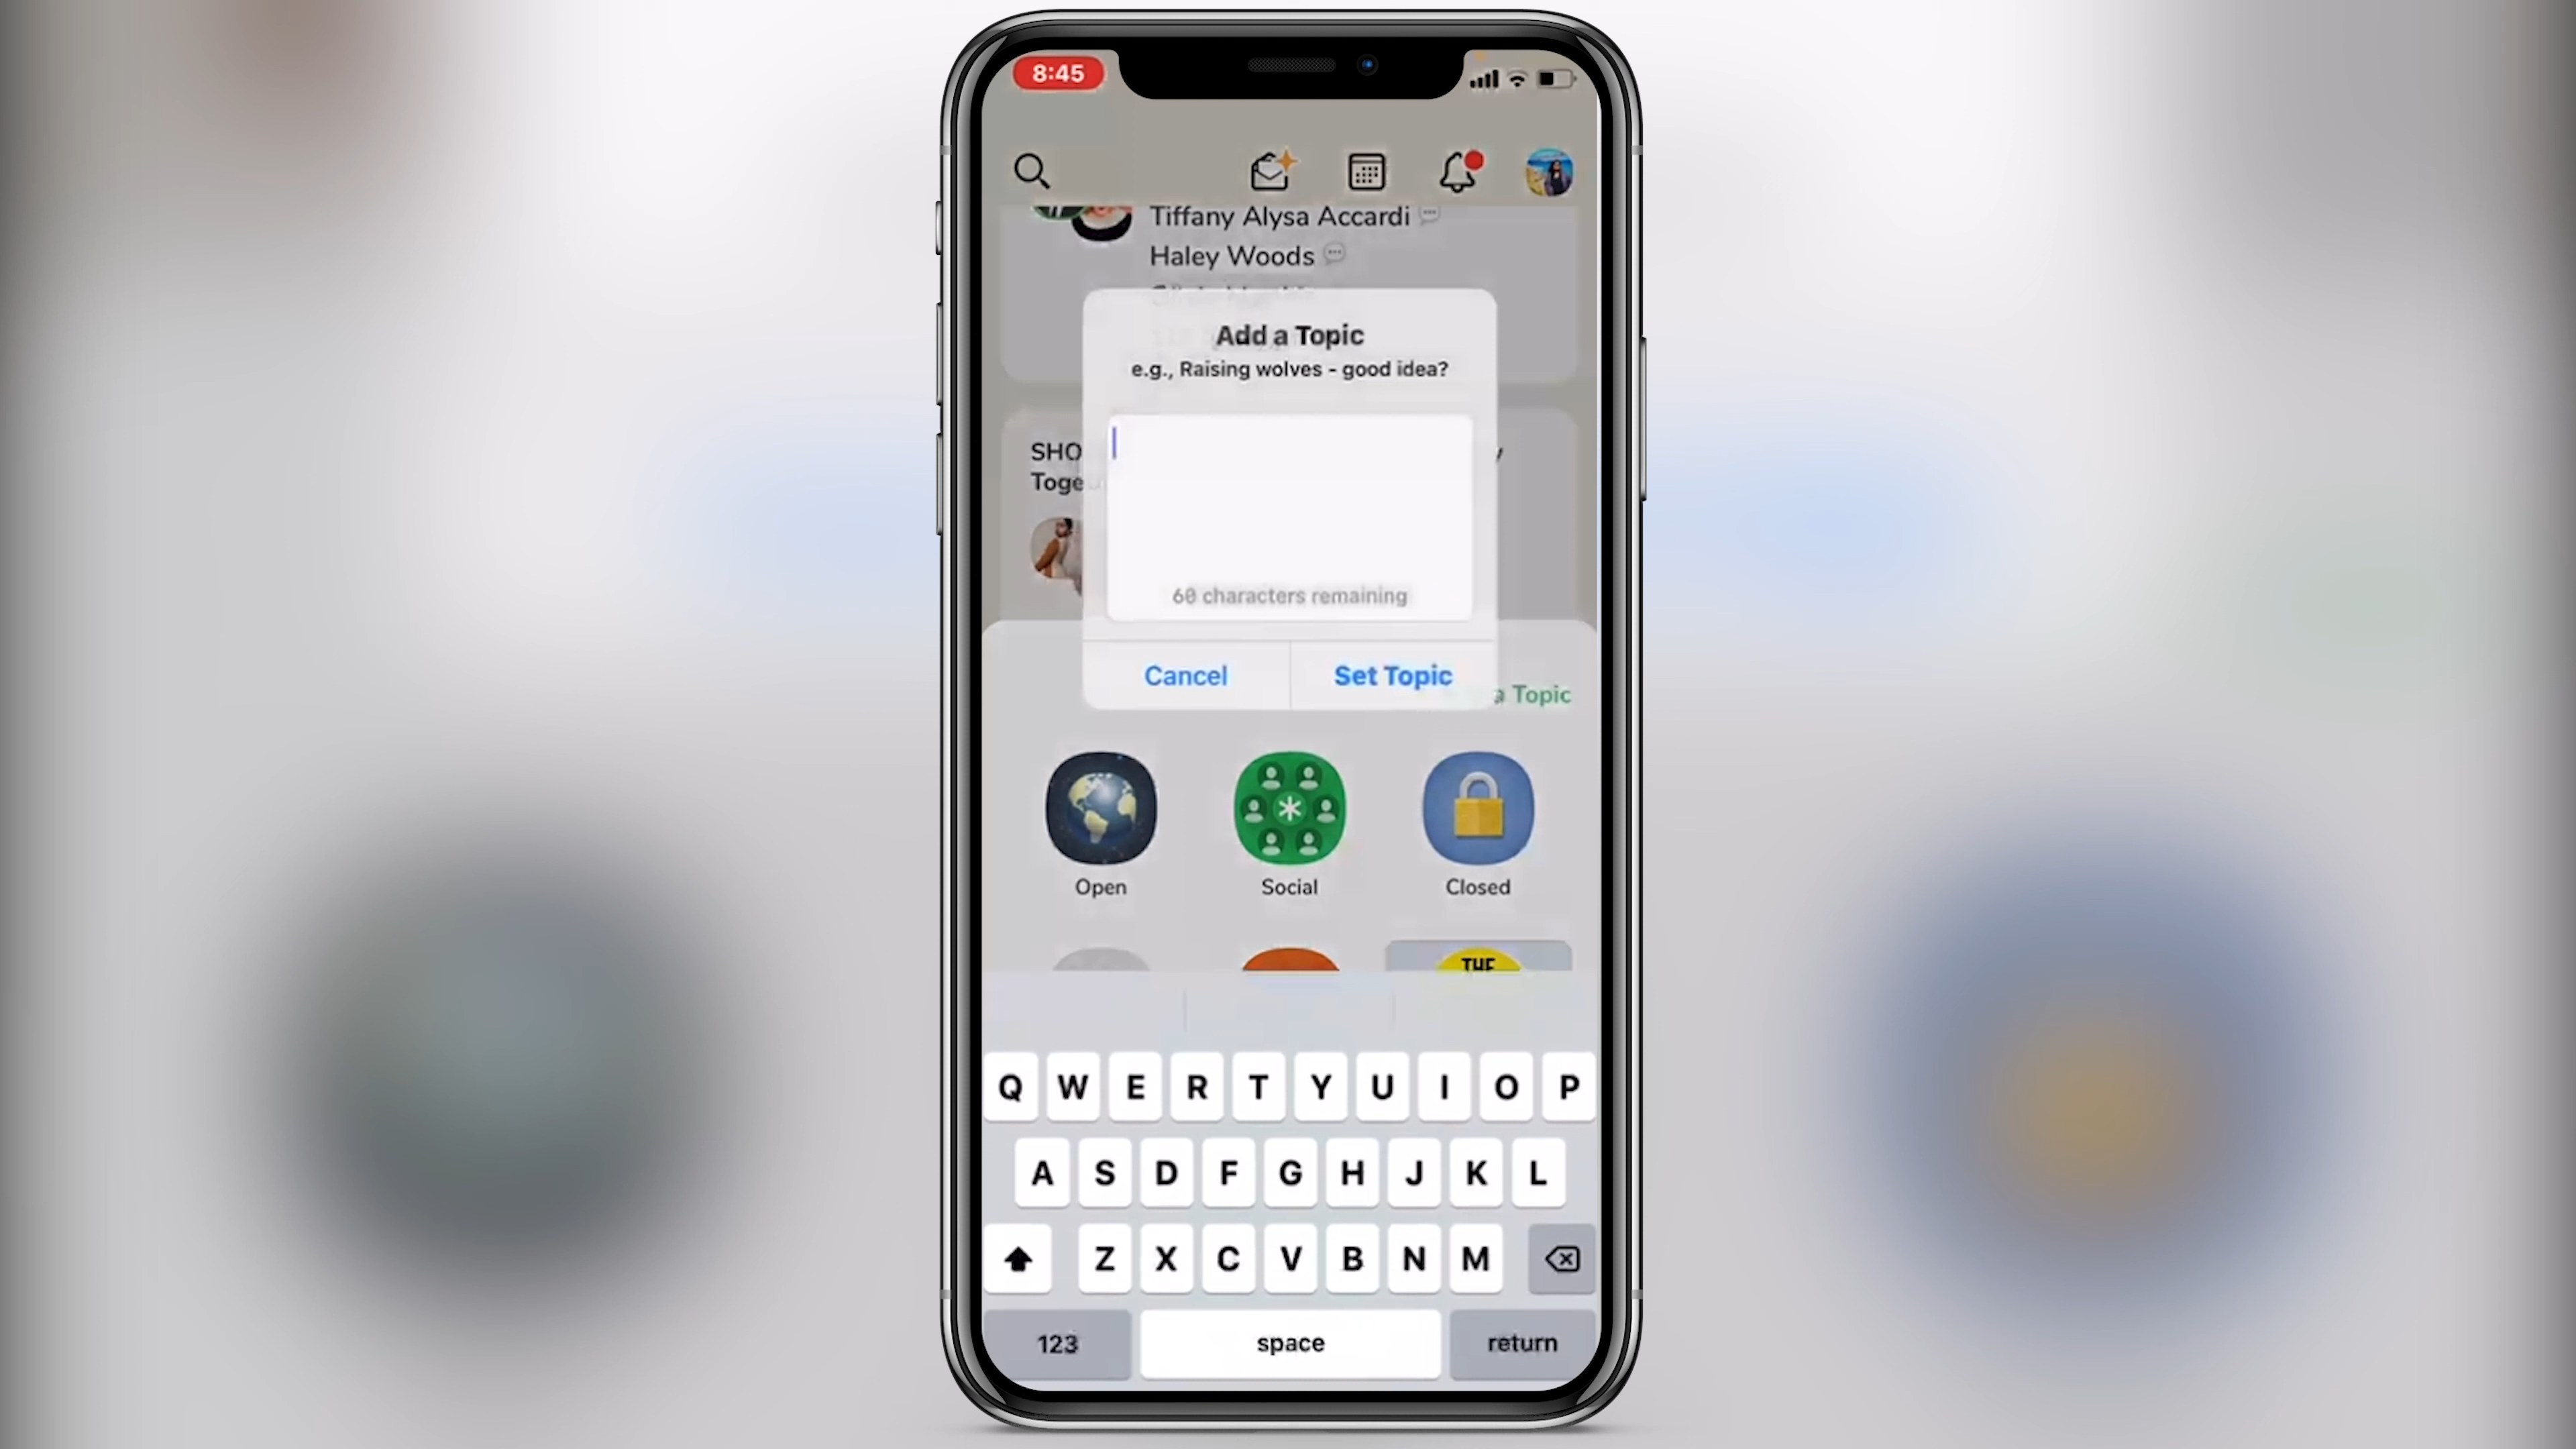 8:45
Tiffany Alysa Accardi
Haley Woods
Add a Topic
e.g., Raising wolves - good idea?
SHO
Toge
60 characters remaining
Cancel
Set Topic
a Topic
Open
Social
Closed
THE
Q W E R T Y U I O P
A S D F G H J K L
Z X C V B N M
123
space
return